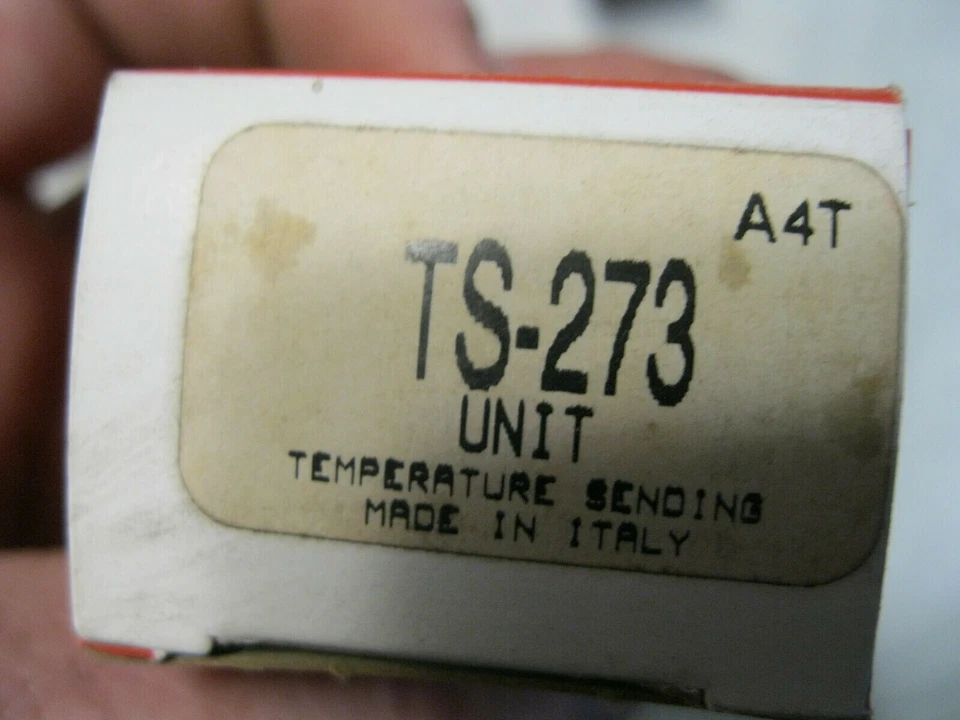 A4T
TS-273
UNIT
TEMPERATURE SENDING
MADE IN ITALY